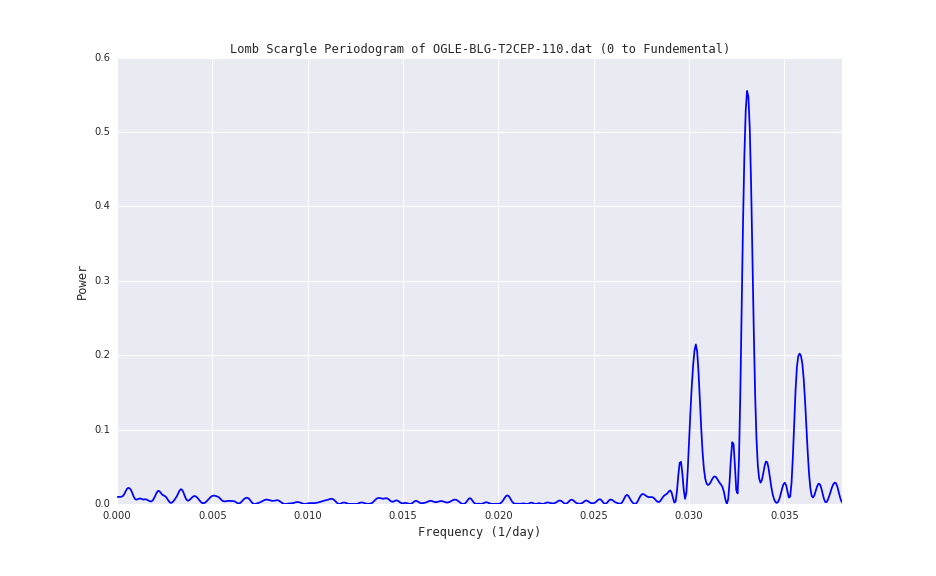 Lomb Scargle Periodogram of OGLE-BLG-T2CEP-110.dat (0 to Fundemental)
0.6
0.5
0.4
0.3
0.2
0.1
0.0
Power
0.000 0.005 0.010 0.015 0.020 0.025 0.030 0.035
Frequency (1/day)